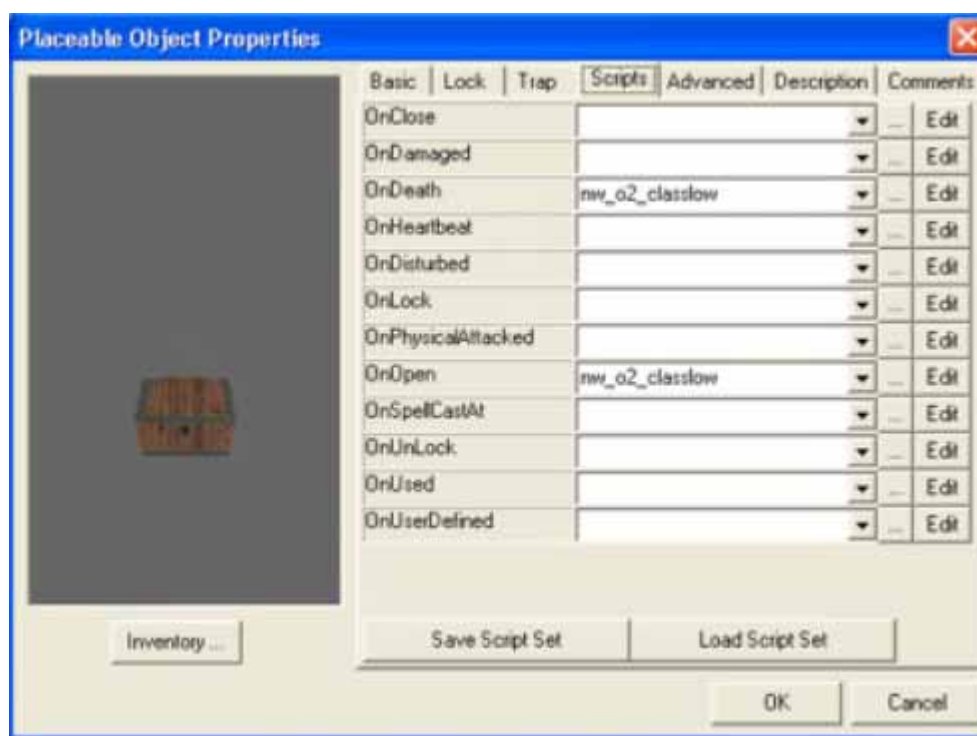 Placeable Object Properties
Basic Lock Trap Scripts Advanced Description Comments
OnClose ... Edit
OnDamaged ... Edit
OnDeath nw_o2_classlow ... Edit
OnHeartbeat ... Edit
OnDisturbed ... Edit
OnLock ... Edit
OnPhysicalAttacked ... Edit
OnOpen nw_o2_classlow ... Edit
OnSpellCastAt ... Edit
OnUnLock ... Edit
OnUsed ... Edit
OnUserDefined ... Edit
Inventory ... Save Script Set Load Script Set
OK Cancel